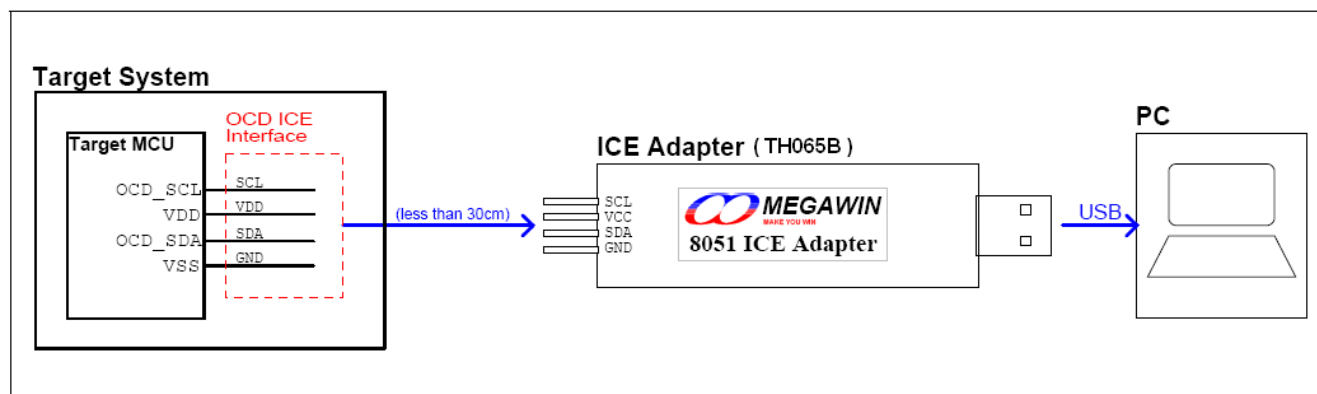 Target System
OCD ICE
Interface
Target MCU
OCD_SCL
SCL
VDD
VDD
OCD_SDA
SDA
VSS
GND
(less than 30cm)
ICE Adapter (TH065B)
SCL
VCC
SDA
GND
MEGAWIN
MAKE YOU WIN
8051 ICE Adapter
USB
PC